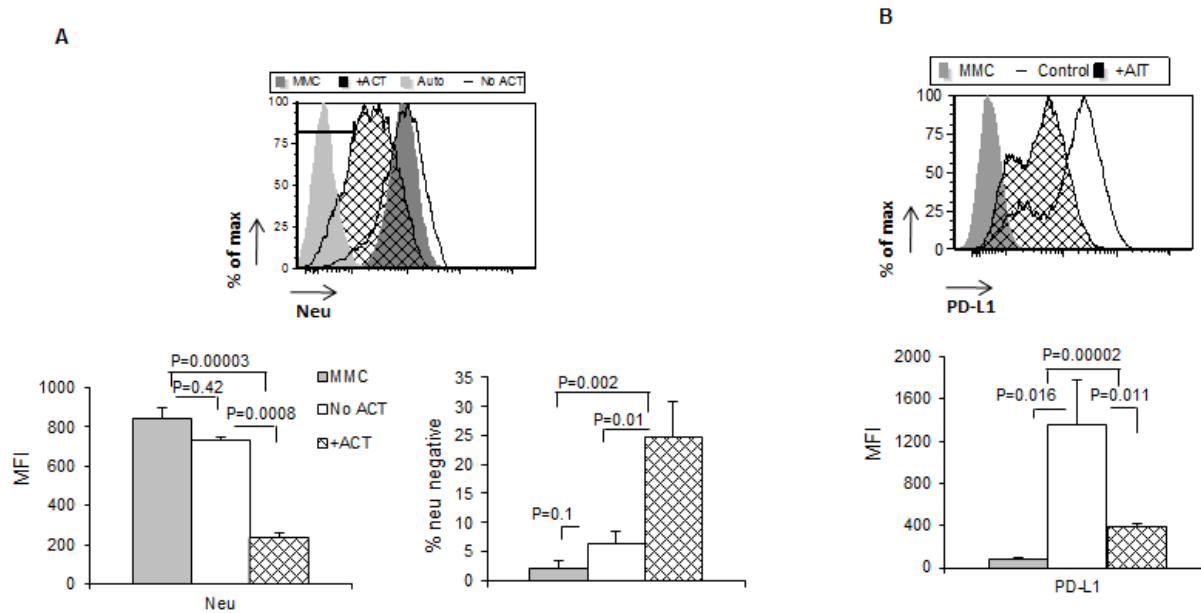 A
MMC +ACT Auto No ACT
100
75
50
25
0
% of max
Neu
B
MMC Control +AIT
100
75
50
25
0
% of max
PD-L1
P=0.00003
P=0.42
P=0.0008
1000
800
600
400
200
0
MFI
Neu
MMC
No ACT
+ACT
35
30
25
20
15
10
5
0
% neu negative
P=0.002
P=0.01
P=0.1
2000
1600
1200
800
400
0
MFI
P=0.00002
P=0.016
P=0.011
PD-L1